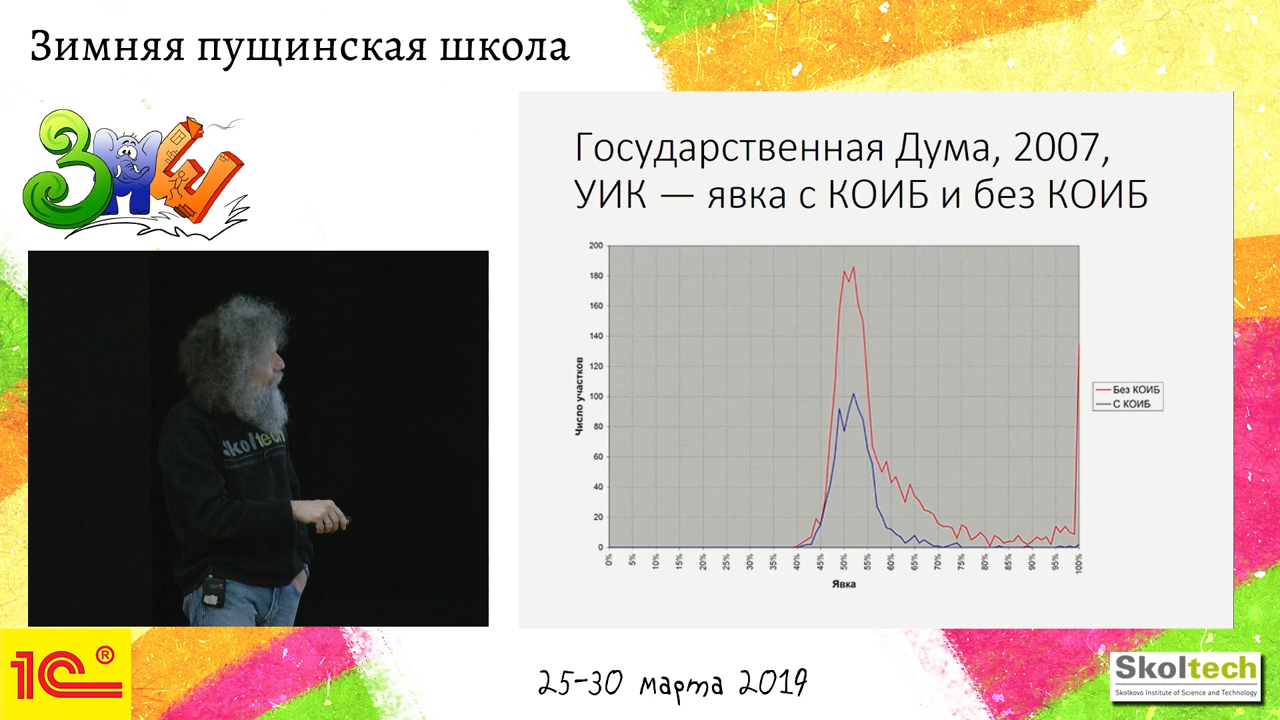 Зимняя пущинская школа
ЗПШ
Государственная Дума, 2007,
УИК — явка с КОИБ и без КОИБ
200
180
160
140
120
100
80
60
40
20
0
Число участков
0% 5% 10% 15% 20% 25% 30% 35% 40% 45% 50% 55% 60% 65% 70% 75% 80% 85% 90% 95% 100%
Явка
Без КОИБ
С КОИБ
Skoltech
1С®
25-30 марта 2019
Skoltech
Skolkovo Institute of Science and Technology